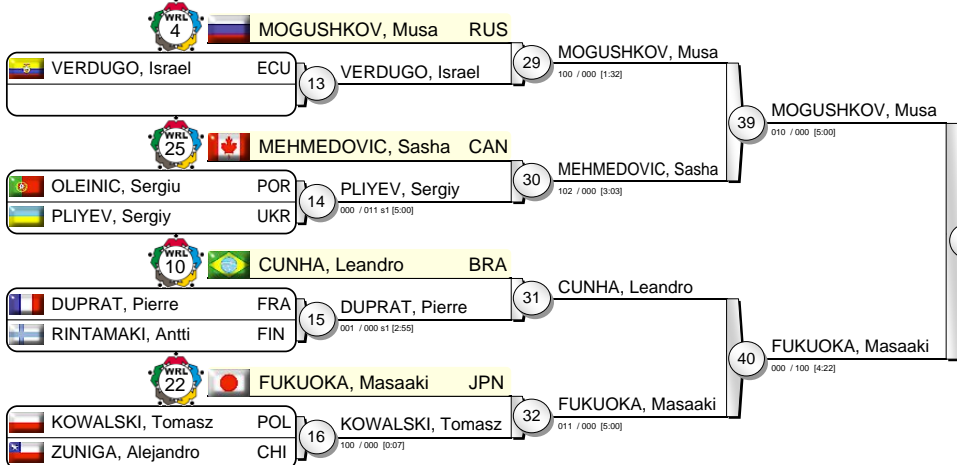 WRL
4
MOGUSHKOV, Musa RUS
VERDUGO, Israel ECU
13
VERDUGO, Israel
29
MOGUSHKOV, Musa
100 / 000 [1:32]
WRL
25
MEHMEDOVIC, Sasha CAN
OLEINIC, Sergiu POR
PLIYEV, Sergiy UKR
14
PLIYEV, Sergiy
000 / 011 s1 [5:00]
30
MEHMEDOVIC, Sasha
102 / 000 [3:03]
39
MOGUSHKOV, Musa
010 / 000 [5:00]
WRL
10
CUNHA, Leandro BRA
DUPRAT, Pierre FRA
RINTAMAKI, Antti FIN
15
DUPRAT, Pierre
001 / 000 s1 [2:55]
31
CUNHA, Leandro
WRL
22
FUKUOKA, Masaaki JPN
KOWALSKI, Tomasz POL
ZUNIGA, Alejandro CHI
16
KOWALSKI, Tomasz
100 / 000 [0:07]
32
FUKUOKA, Masaaki
011 / 000 [5:00]
40
FUKUOKA, Masaaki
000 / 100 [4:22]